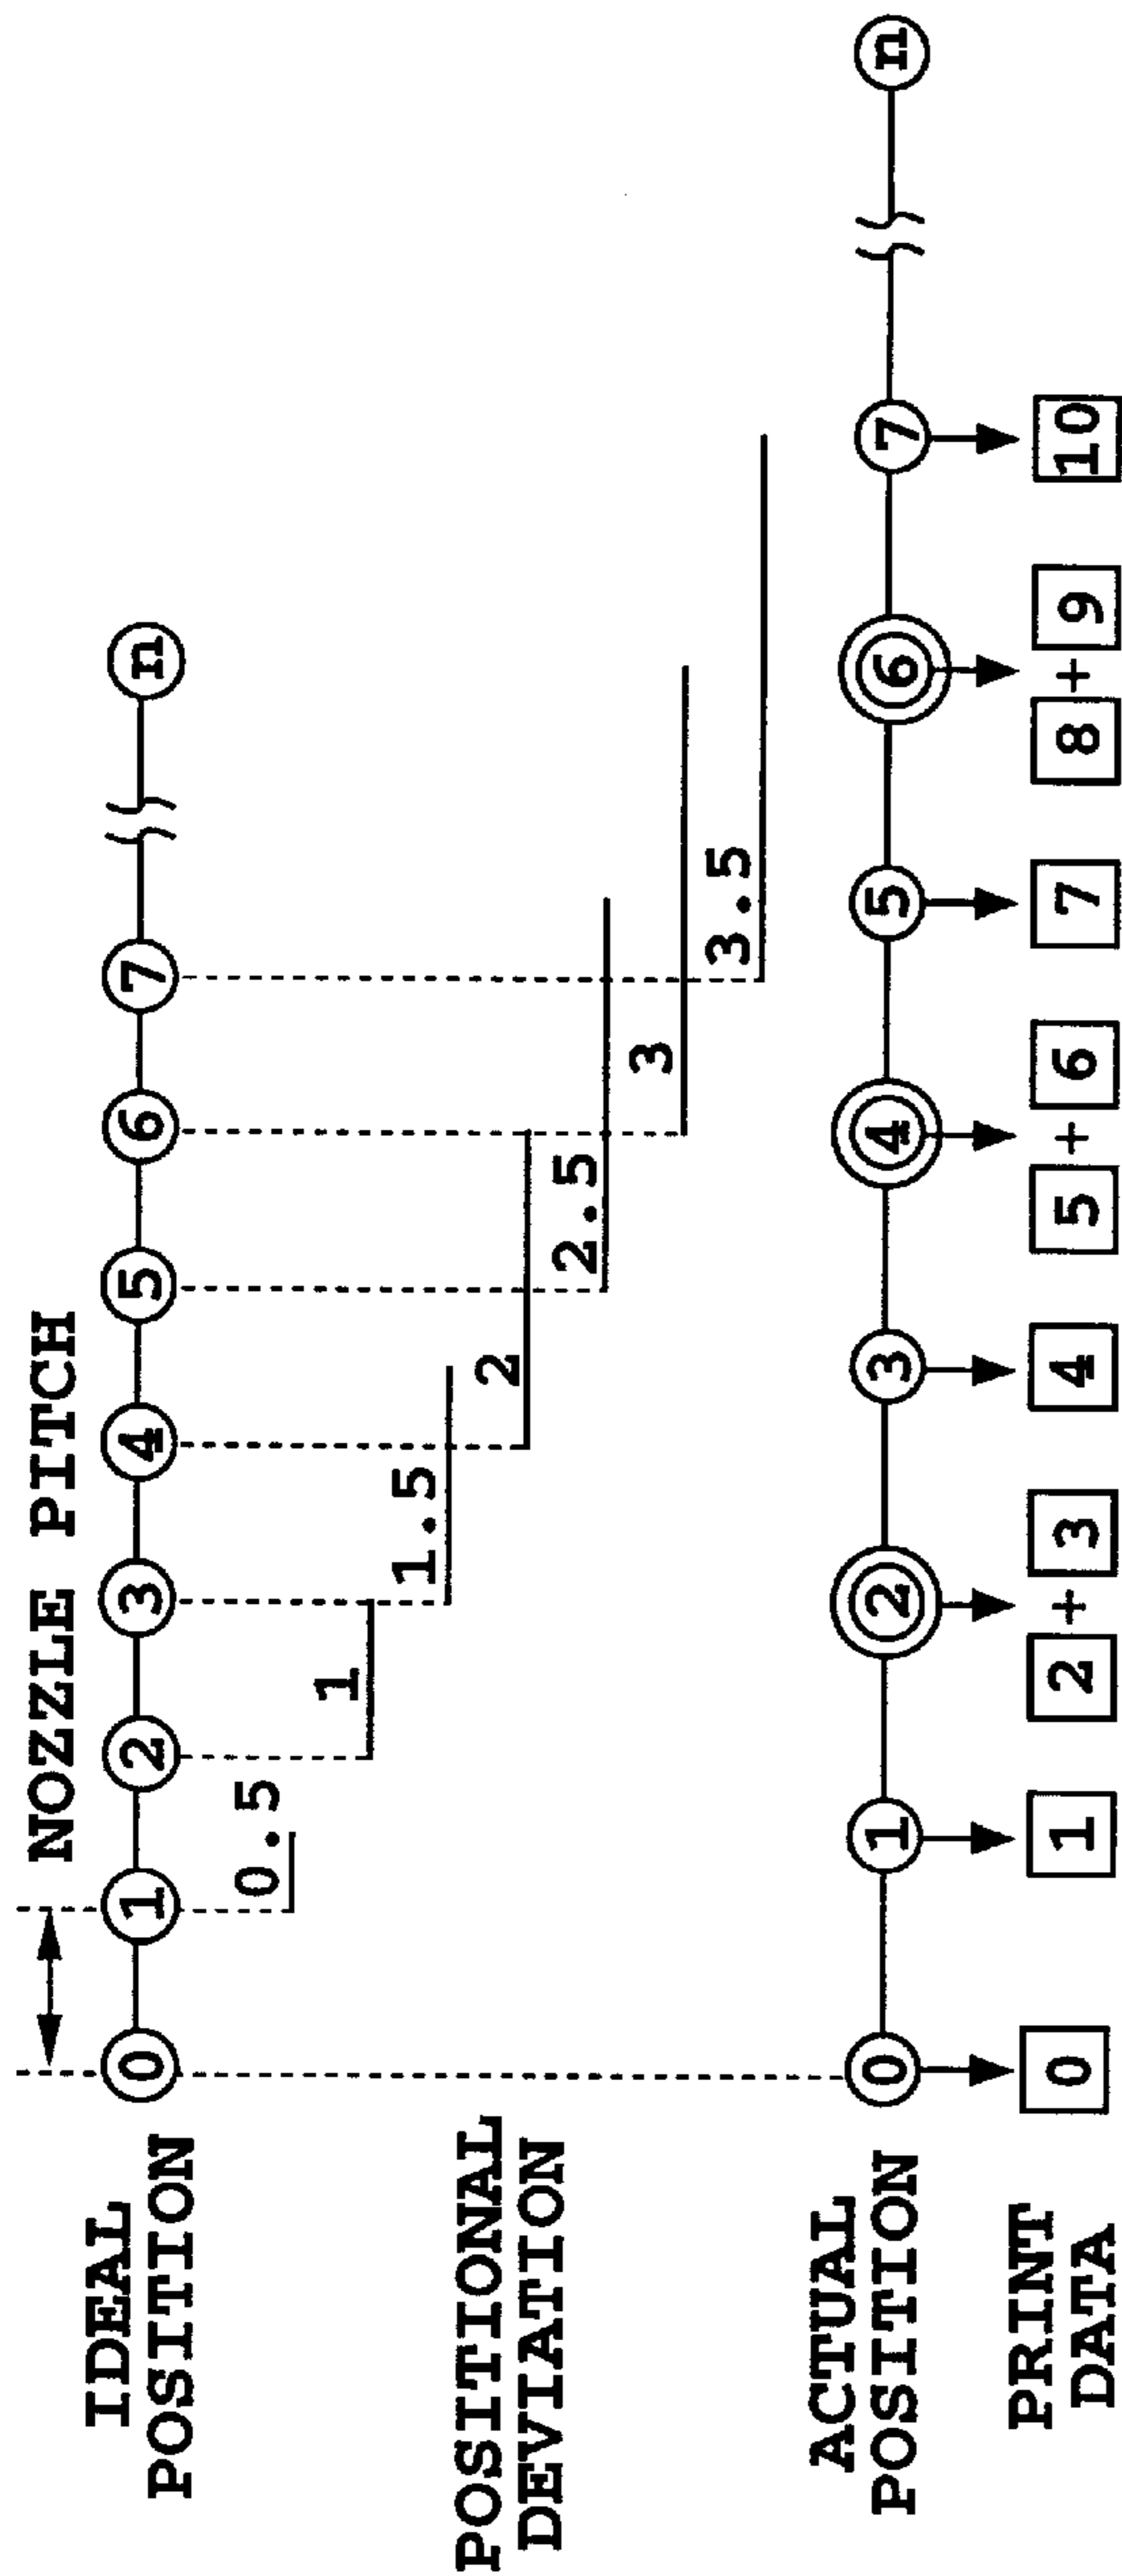 NOZZLE PITCH
IDEAL
POSITION
0 1 2 3 4 5 6 7 n
POSITIONAL
DEVIATION
0.5
1
1.5
2
2.5
3
3.5
ACTUAL
POSITION
0 1 2 3 4 5 6 7 n
PRINT
DATA
0 1 2 + 3 4 5 + 6 7 8 + 9 10